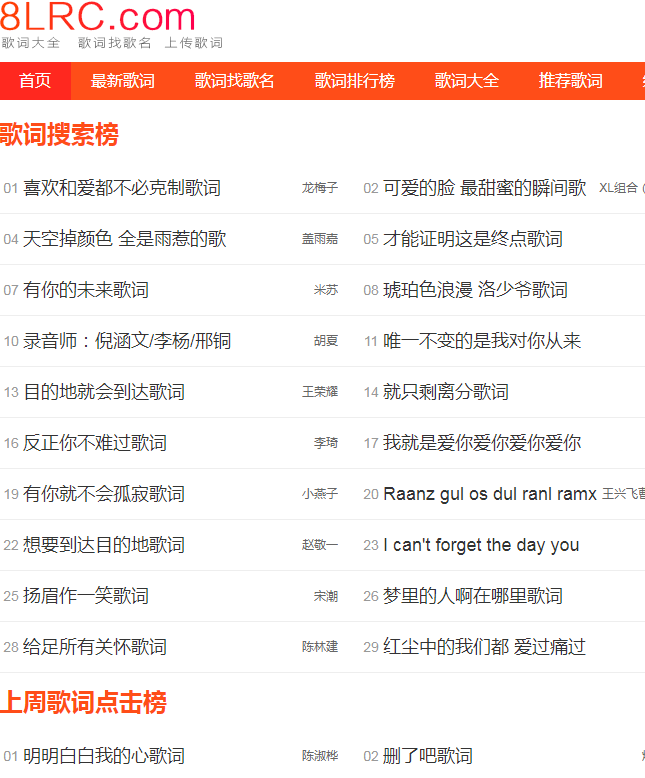 8LRC.com
歌词大全 歌词找歌名 上传歌词
首页 最新歌词 歌词找歌名 歌词排行榜 歌词大全 推荐歌词
歌词搜索榜
01 喜欢和爱都不必克制歌词 龙梅子 02 可爱的脸 最甜蜜的瞬间歌 XL组合 (
04 天空掉颜色 全是雨惹的歌 盖雨嘉 05 才能证明这是终点歌词
07 有你的未来歌词 米苏 08 琥珀色浪漫 洛少爷歌词
10 录音师：倪涵文/李杨/邢铜 胡夏 11 唯一不变的是我对你从来
13 目的地就会到达歌词 王荣耀 14 就只剩离分歌词
16 反正你不难过歌词 李琦 17 我就是爱你爱你爱你爱你
19 有你就不会孤寂歌词 小燕子 20 Raanz gul os dul ranl ramx 王兴飞
22 想要到达目的地歌词 赵敬一 23 I can't forget the day you
25 扬眉作一笑歌词 宋潮 26 梦里的人啊在哪里歌词
28 给足所有关怀歌词 陈林建 29 红尘中的我们都 爱过痛过
上周歌词点击榜
01 明明白白我的心歌词 陈淑桦 02 删了吧歌词